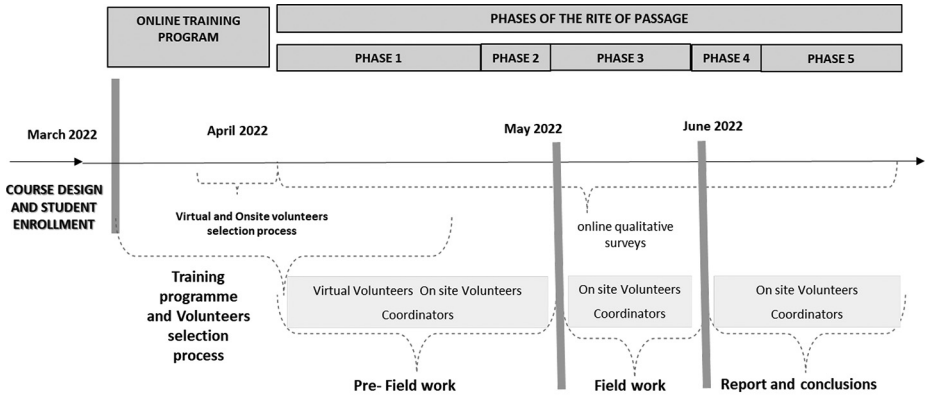 ONLINE TRAINING
PROGRAM
PHASES OF THE RITE OF PASSAGE
PHASE 1
PHASE 2
PHASE 3
PHASE 4
PHASE 5
March 2022
April 2022
May 2022
June 2022
COURSE DESIGN
AND STUDENT
ENROLLMENT
Virtual and Onsite volunteers
selection process
online qualitative
surveys
Training
programme
and Volunteers
selection
process
Virtual Volunteers On site Volunteers
Coordinators
On site Volunteers
Coordinators
On site Volunteers
Coordinators
Pre- Field work
Field work
Report and conclusions